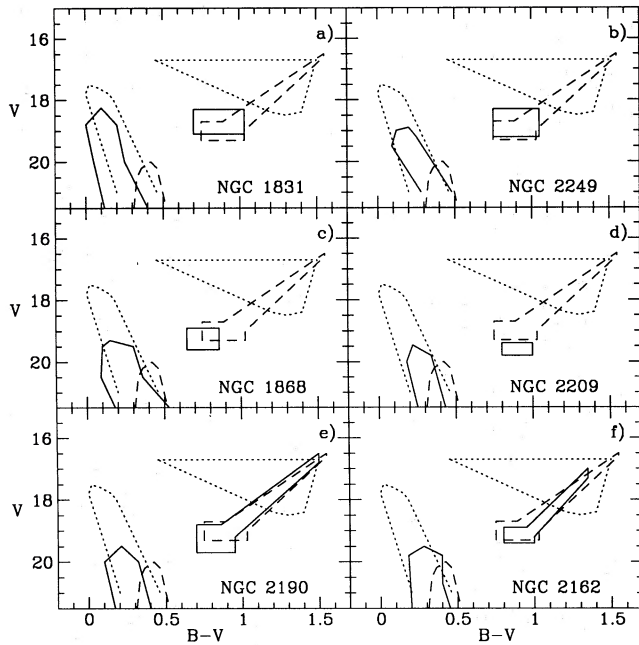 a)
b)
16
V
18
20
NGC 1831
NGC 2249
c)
d)
16
V
18
20
NGC 1868
NGC 2209
e)
f)
16
V
18
20
NGC 2190
NGC 2162
0 0.5 1 1.5 0 0.5 1 1.5
B-V B-V